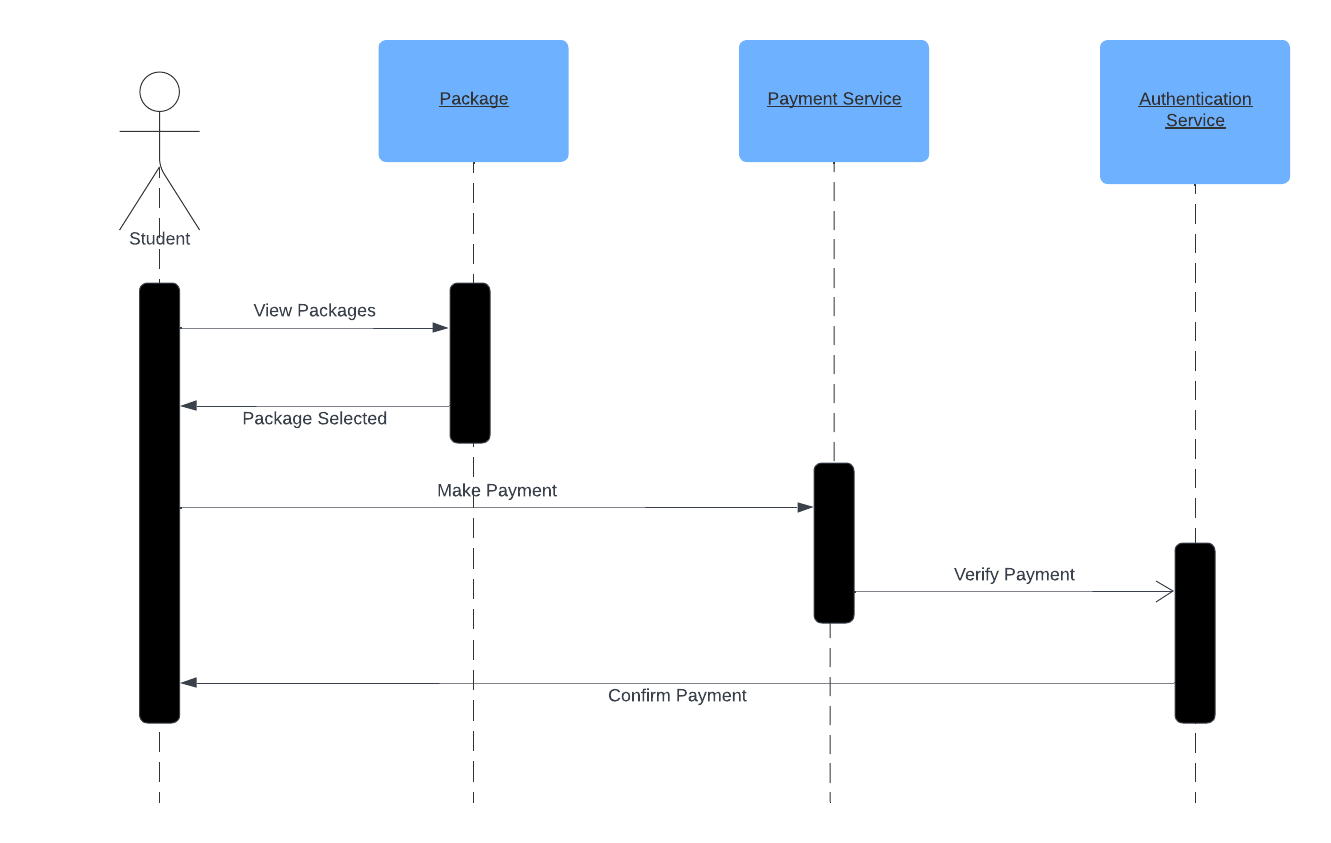 Package
Payment Service
Authentication
Service
Student
View Packages
Package Selected
Make Payment
Verify Payment
Confirm Payment